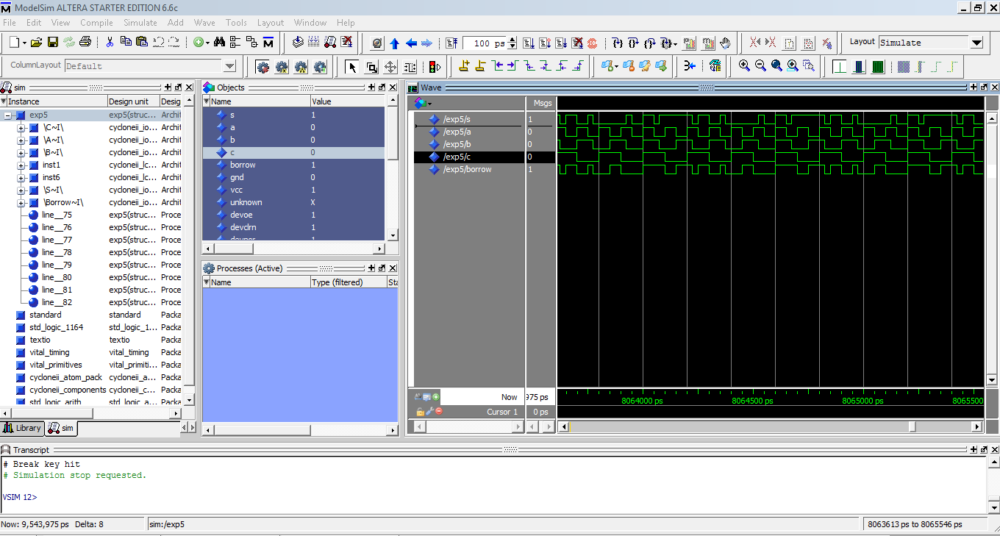 ModelSim ALTERA STARTER EDITION 6.6c
File Edit View Compile Simulate Add Wave Tools Layout Window Help
100 ps
Layout Simulate
ColumnLayout Default
sim
Instance Design unit Desig
exp5 exp5(struc... Archit
\C~I\ cycloneii_io... Archit
\A~I\ cycloneii_io... Archit
\B~I\ cycloneii_io... Archit
inst1 cycloneii_lc... Archit
inst6 cycloneii_lc... Archit
\S~I\ cycloneii_io... Archit
\Borrow~I\ cycloneii_io... Archit
line__75 exp5(struc... Proce
line__76 exp5(struc... Proce
line__77 exp5(struc... Proce
line__78 exp5(struc... Proce
line__79 exp5(struc... Proce
line__80 exp5(struc... Proce
line__81 exp5(struc... Proce
line__82 exp5(struc... Proce
standard standard Packa
std_logic_1164 std_logic_1... Packa
textio textio Packa
vital_timing vital_timing Packa
vital_primitives vital_primiti... Packa
cycloneii_atom_pack cycloneii_a... Packa
cycloneii_components cycloneii_c... Packa
std_logic_arith std_logic_a... Packa
Library sim
Objects
Name Value
s 1
a 0
b 0
c 0
borrow 1
gnd 0
vcc 1
unknown X
devoe 1
devclrn 1
devpor 1
Processes (Active)
Name Type (filtered) Sta
Wave
Msgs
/exp5/s 1
/exp5/a 0
/exp5/b 0
/exp5/c 0
/exp5/borrow 1
Now 975 ps
Cursor 1 0 ps
8064000 ps 8064500 ps 8065000 ps 8065500
Transcript
# Break key hit
# Simulation stop requested.
VSIM 12>
Now: 9,543,975 ps Delta: 8 sim:/exp5 8063613 ps to 8065546 ps